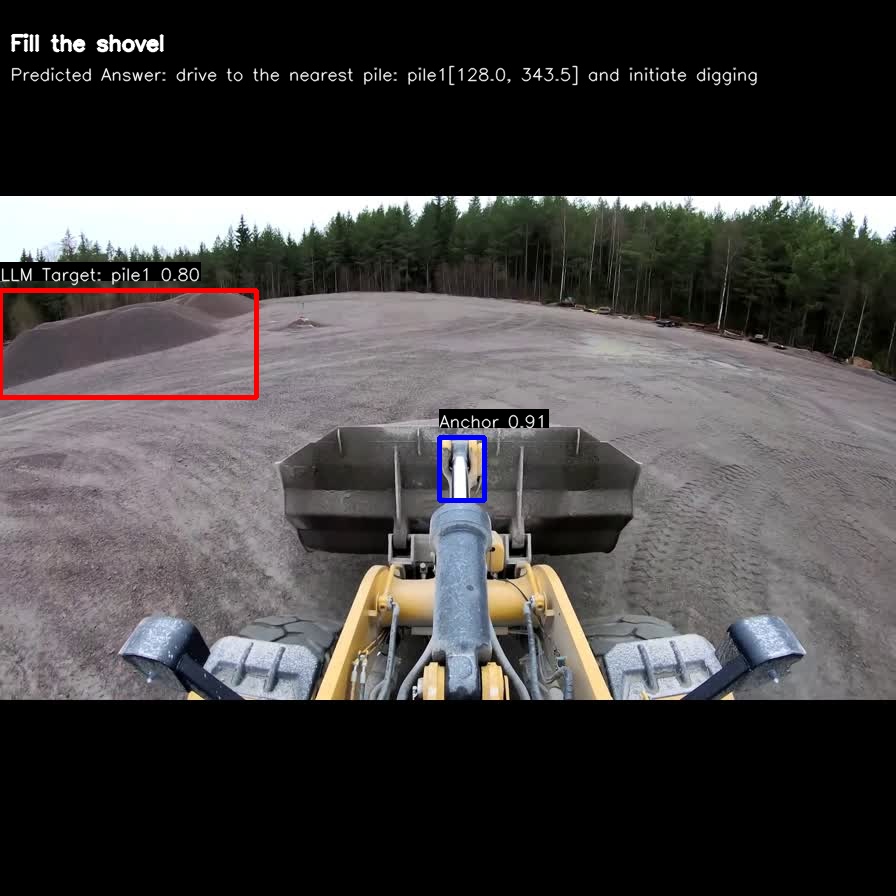 Fill the shovel
Predicted Answer: drive to the nearest pile: pile1[128.0, 343.5] and initiate digging
LLM Target: pile1 0.80
Anchor 0.91